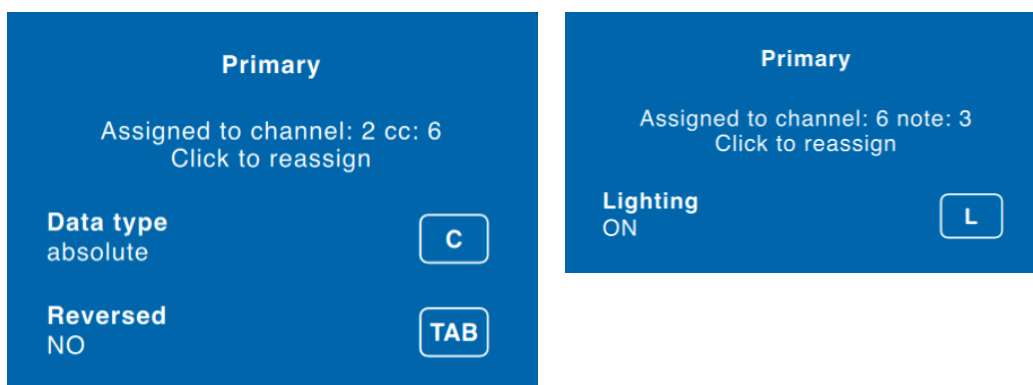 Primary
Assigned to channel: 2 cc: 6
Click to reassign
Data type
absolute
C
Reversed
NO
TAB
Primary
Assigned to channel: 6 note: 3
Click to reassign
Lighting
ON
L